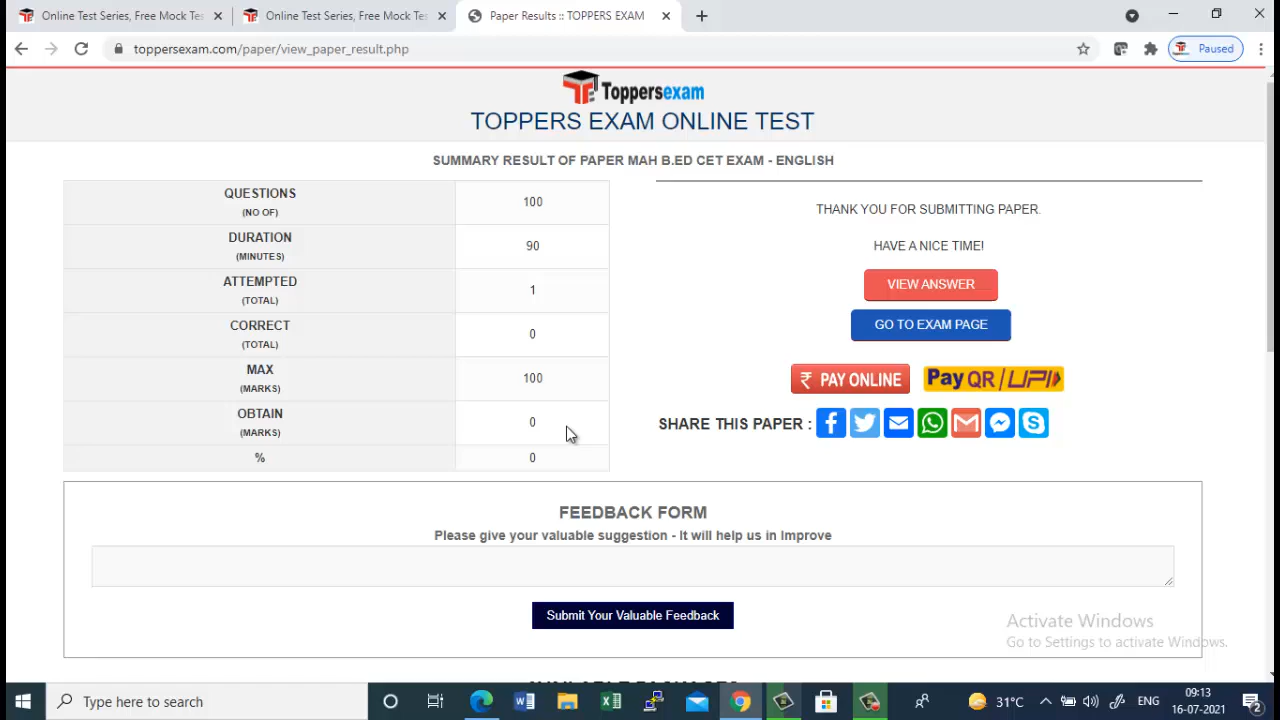 Online Test Series, Free Mock Tes
Online Test Series, Free Mock Tes
Paper Results :: TOPPERS EXAM
toppersexam.com/paper/view_paper_result.php
Paused
Toppersexam
TOPPERS EXAM ONLINE TEST
SUMMARY RESULT OF PAPER MAH B.ED CET EXAM - ENGLISH
QUESTIONS
(NO OF)
100
DURATION
(MINUTES)
90
ATTEMPTED
(TOTAL)
1
CORRECT
(TOTAL)
0
MAX
(MARKS)
100
OBTAIN
(MARKS)
0
%
0
THANK YOU FOR SUBMITTING PAPER.
HAVE A NICE TIME!
VIEW ANSWER
GO TO EXAM PAGE
₹ PAY ONLINE
Pay QR/UPI
SHARE THIS PAPER :
FEEDBACK FORM
Please give your valuable suggestion - It will help us in Improve
Submit Your Valuable Feedback
Activate Windows
Go to Settings to activate Windows.
Type here to search
31°C
ENG
09:13
16-07-2021
2